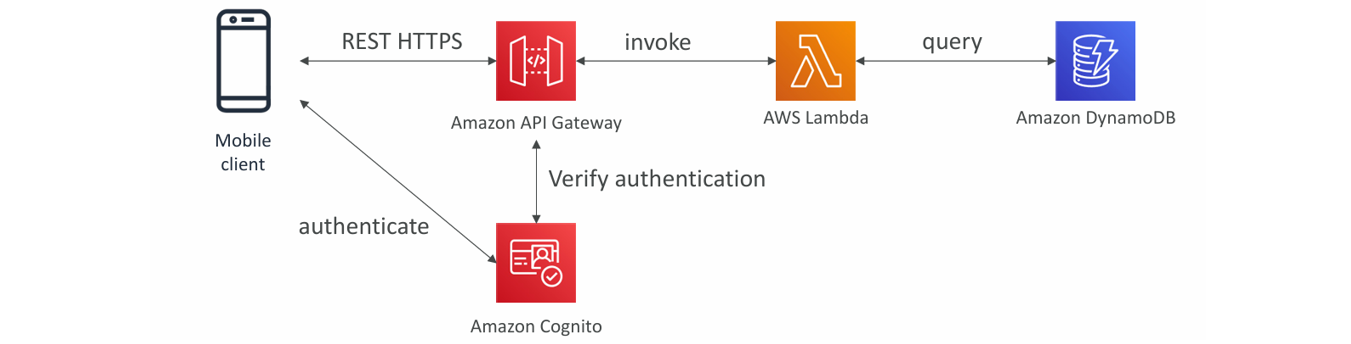 REST HTTPS
invoke
query
Amazon API Gateway
AWS Lambda
Amazon DynamoDB
Mobile
client
Verify authentication
authenticate
Amazon Cognito